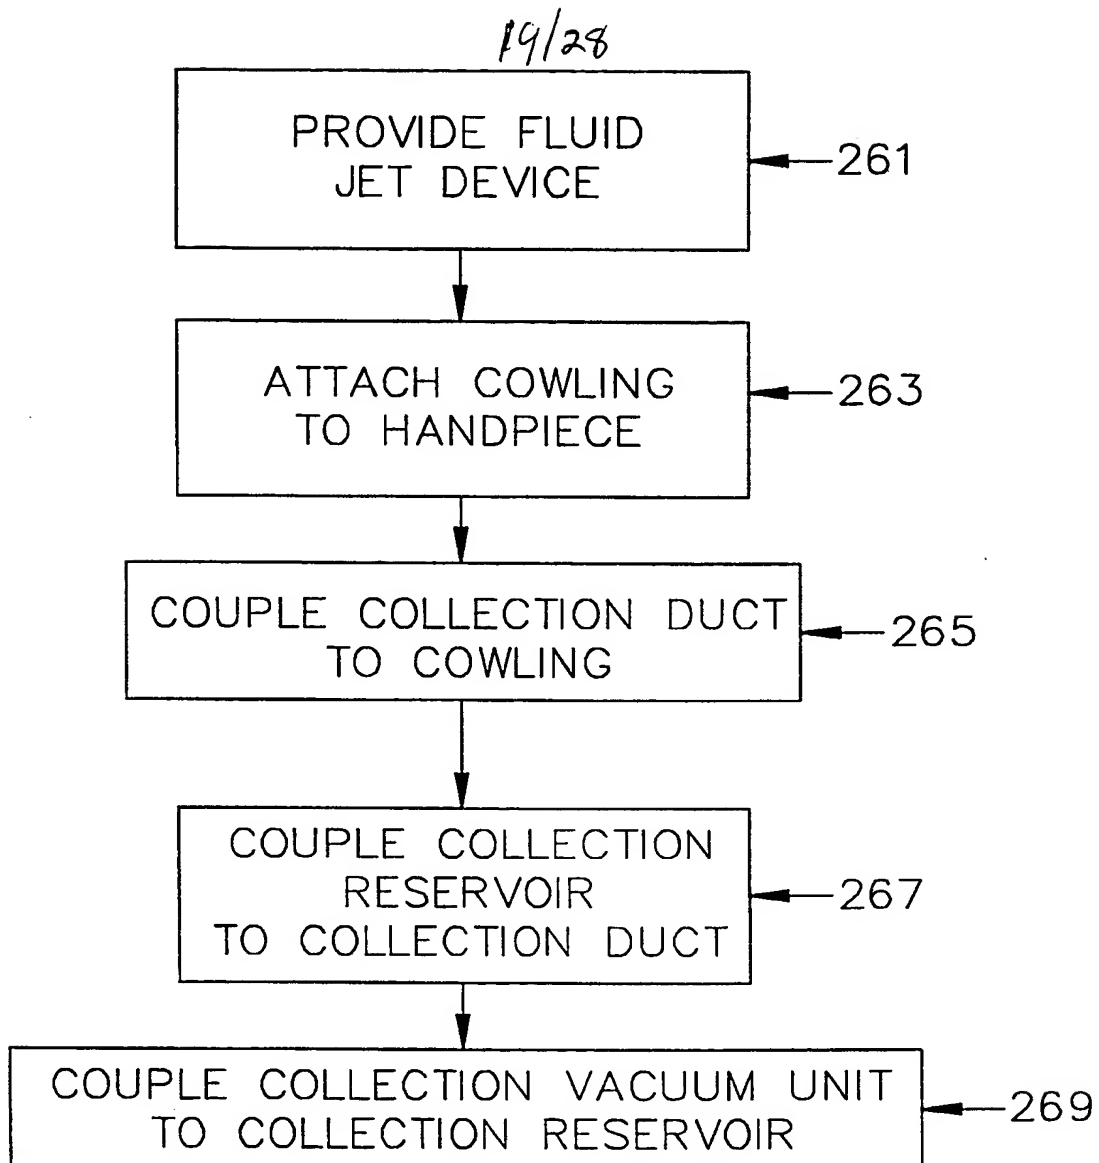 19/28
PROVIDE FLUID
JET DEVICE
261
ATTACH COWLING
TO HANDPIECE
263
COUPLE COLLECTION DUCT
TO COWLING
265
COUPLE COLLECTION
RESERVOIR
TO COLLECTION DUCT
267
COUPLE COLLECTION VACUUM UNIT
TO COLLECTION RESERVOIR
269